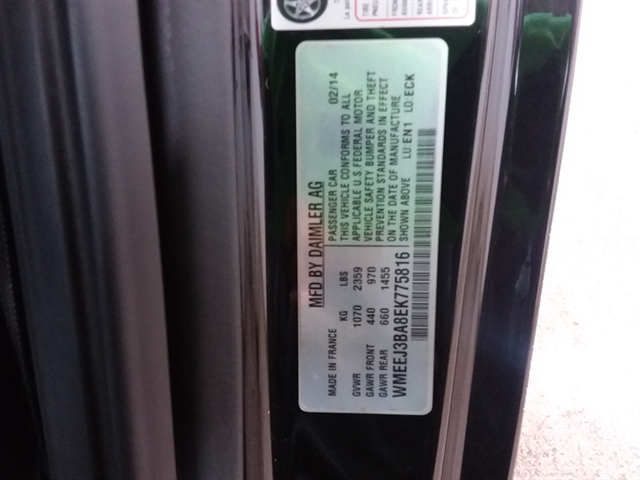 MFD BY DAIMLER AG
PASSENGER CAR 02/14
THIS VEHICLE CONFORMS TO ALL
APPLICABLE U.S. FEDERAL MOTOR
VEHICLE SAFETY BUMPER AND THEFT
PREVENTION STANDARDS IN EFFECT
ON THE DATE OF MANUFACTURE
SHOWN ABOVE LU:EN1 LO:ECK
MADE IN FRANCE KG LBS
GVWR 1070 2359
GAWR FRONT 440 970
GAWR REAR 660 1455
WMEEJ3BA8EK775816